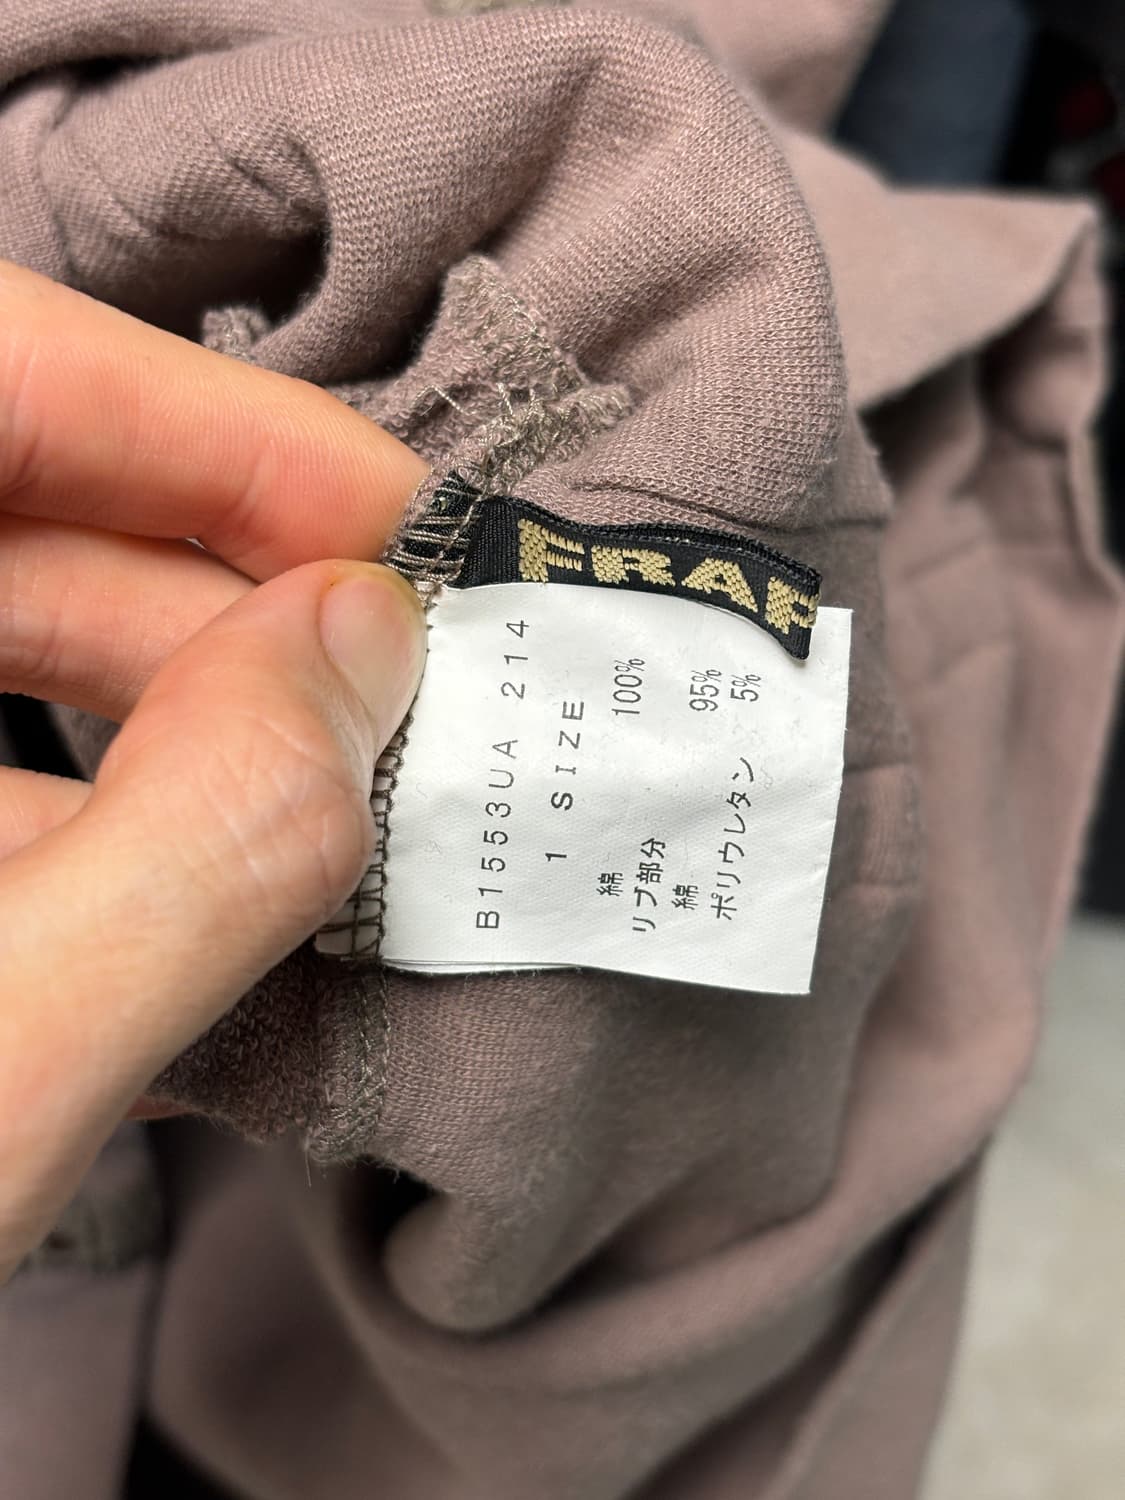 B1553UA 214
1 SIZE
綿 100%
リブ部分
綿 95%
ポリウレタン 5%